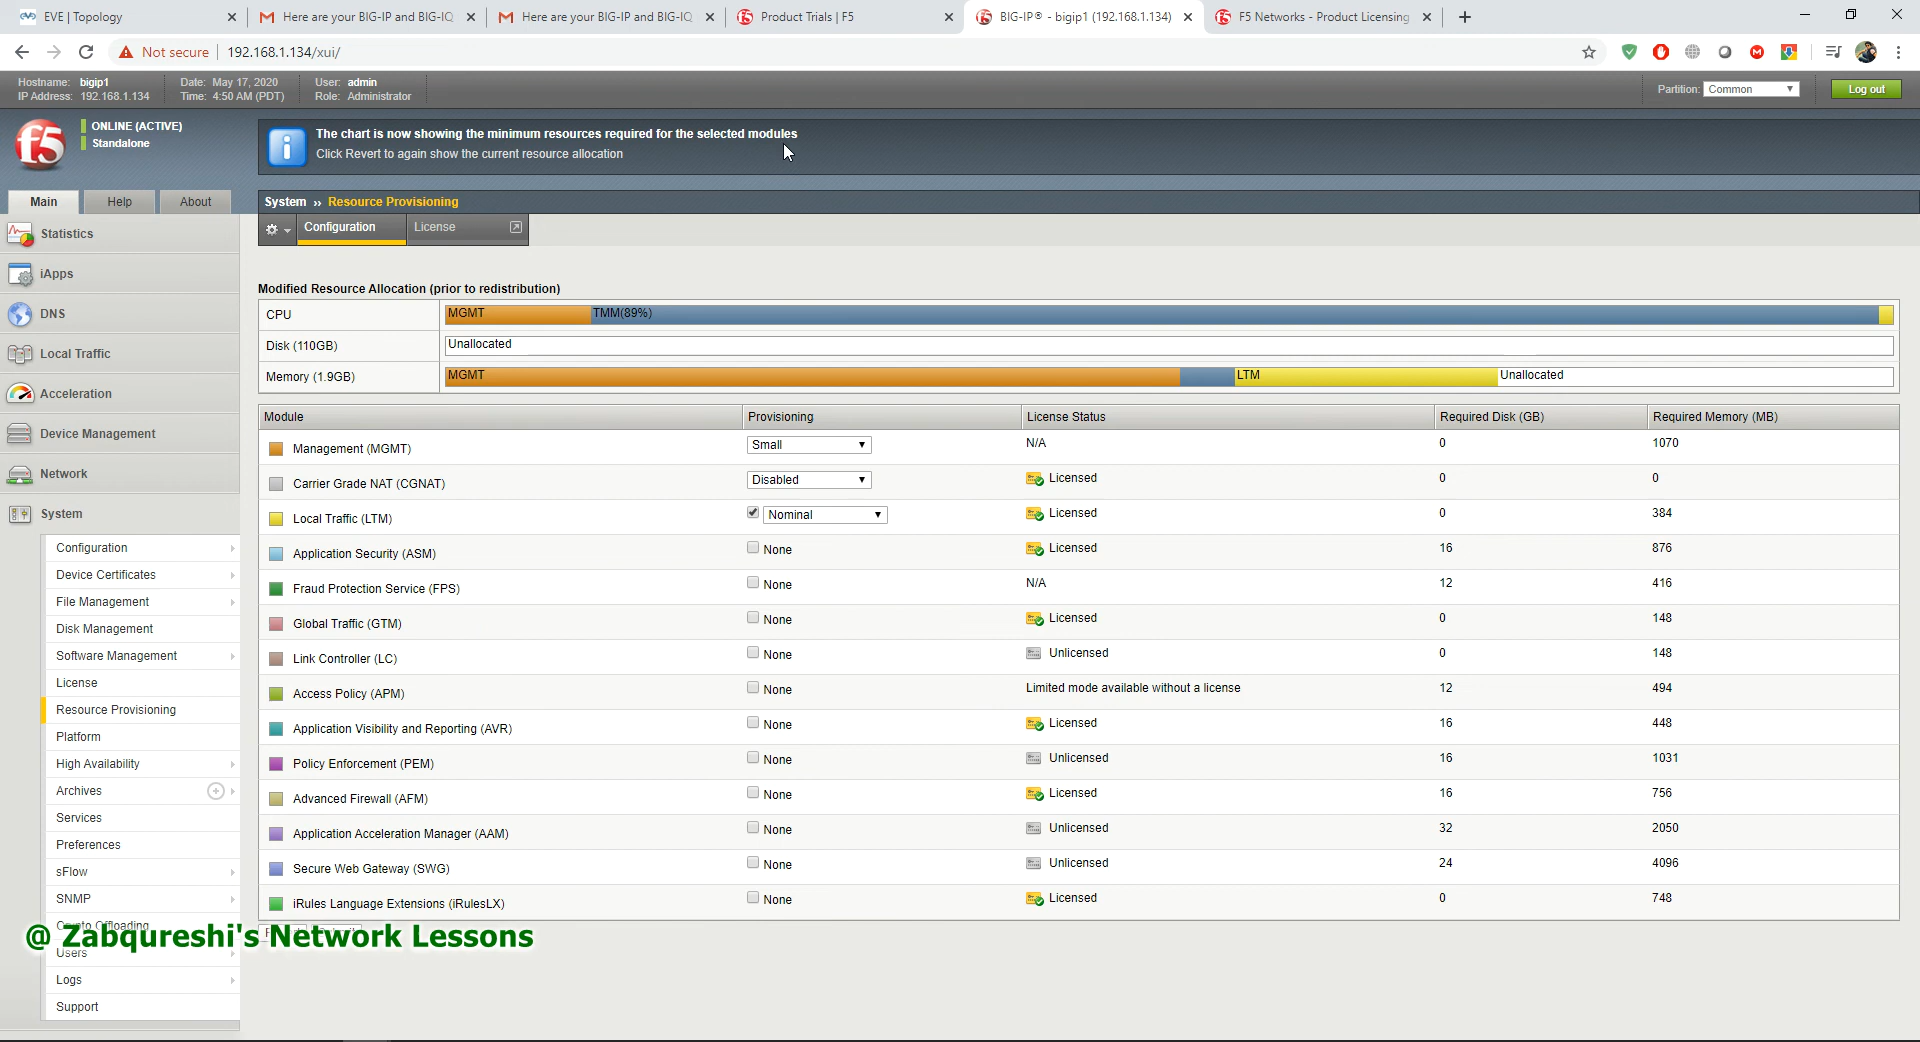 EVE | Topology
Here are your BIG-IP and BIG-IQ
Here are your BIG-IP and BIG-IQ
Product Trials | F5
BIG-IP® - bigip1 (192.168.1.134)
F5 Networks - Product Licensing
Not secure
192.168.1.134/xui/
Hostname: bigip1
IP Address: 192.168.1.134
Date: May 17, 2020
Time: 4:50 AM (PDT)
User: admin
Role: Administrator
Partition: Common
Log out
f5
ONLINE (ACTIVE)
Standalone
The chart is now showing the minimum resources required for the selected modules
Click Revert to again show the current resource allocation
Main
Help
About
System ›› Resource Provisioning
Configuration
License
Statistics
iApps
DNS
Local Traffic
Acceleration
Device Management
Network
System
Configuration
Device Certificates
File Management
Disk Management
Software Management
License
Resource Provisioning
Platform
High Availability
Archives
Services
Preferences
sFlow
SNMP
Crypto Offloading
Users
Logs
Support
Modified Resource Allocation (prior to redistribution)
CPU MGMT TMM(89%)
Disk (110GB) Unallocated
Memory (1.9GB) MGMT LTM Unallocated
Module Provisioning License Status Required Disk (GB) Required Memory (MB)
Management (MGMT) Small N/A 0 1070
Carrier Grade NAT (CGNAT) Disabled Licensed 0 0
Local Traffic (LTM) Nominal Licensed 0 384
Application Security (ASM) None Licensed 16 876
Fraud Protection Service (FPS) None N/A 12 416
Global Traffic (GTM) None Licensed 0 148
Link Controller (LC) None Unlicensed 0 148
Access Policy (APM) None Limited mode available without a license 12 494
Application Visibility and Reporting (AVR) None Licensed 16 448
Policy Enforcement (PEM) None Unlicensed 16 1031
Advanced Firewall (AFM) None Licensed 16 756
Application Acceleration Manager (AAM) None Unlicensed 32 2050
Secure Web Gateway (SWG) None Unlicensed 24 4096
iRules Language Extensions (iRulesLX) None Licensed 0 748
@ Zabqureshi's Network Lessons